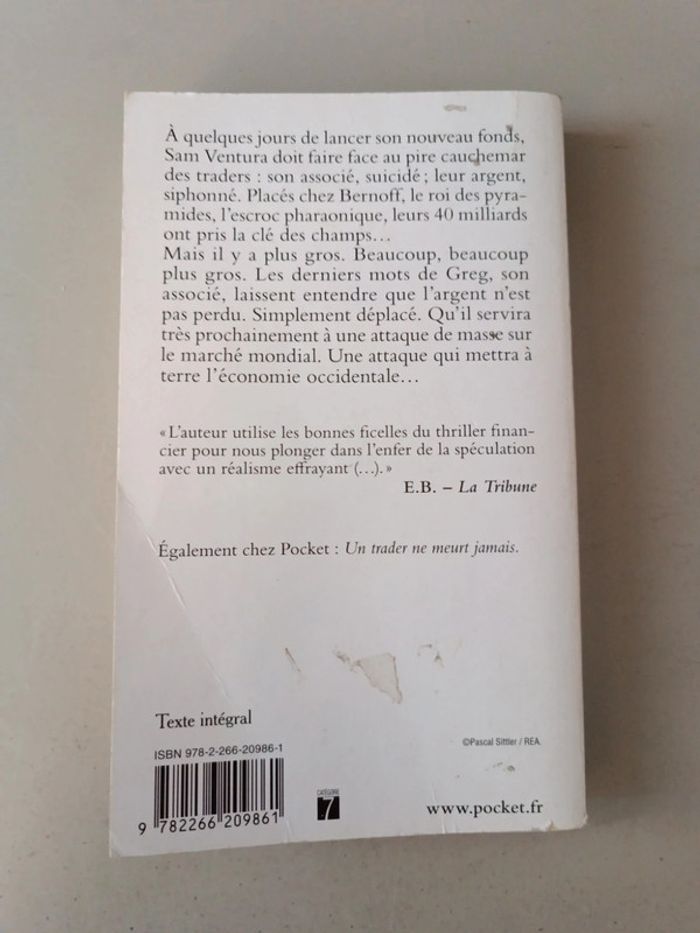 À quelques jours de lancer son nouveau fonds,
Sam Ventura doit faire face au pire cauchemar
des traders : son associé, suicidé ; leur argent,
siphonné. Placés chez Bernoff, le roi des pyra-
mides, l'escroc pharaonique, leurs 40 milliards
ont pris la clé des champs…
Mais il y a plus gros. Beaucoup, beaucoup
plus gros. Les derniers mots de Greg, son
associé, laissent entendre que l'argent n'est
pas perdu. Simplement déplacé. Qu'il servira
très prochainement à une attaque de masse sur
le marché mondial. Une attaque qui mettra à
terre l'économie occidentale…
« L'auteur utilise les bonnes ficelles du thriller finan-
cier pour nous plonger dans l'enfer de la spéculation
avec un réalisme effrayant (…). »
E.B. – La Tribune
Également chez Pocket : Un trader ne meurt jamais.
Texte intégral
ISBN 978-2-266-20986-1
9 782266 209861
CATÉGORIE
7
©Pascal Sittler / REA.
www.pocket.fr